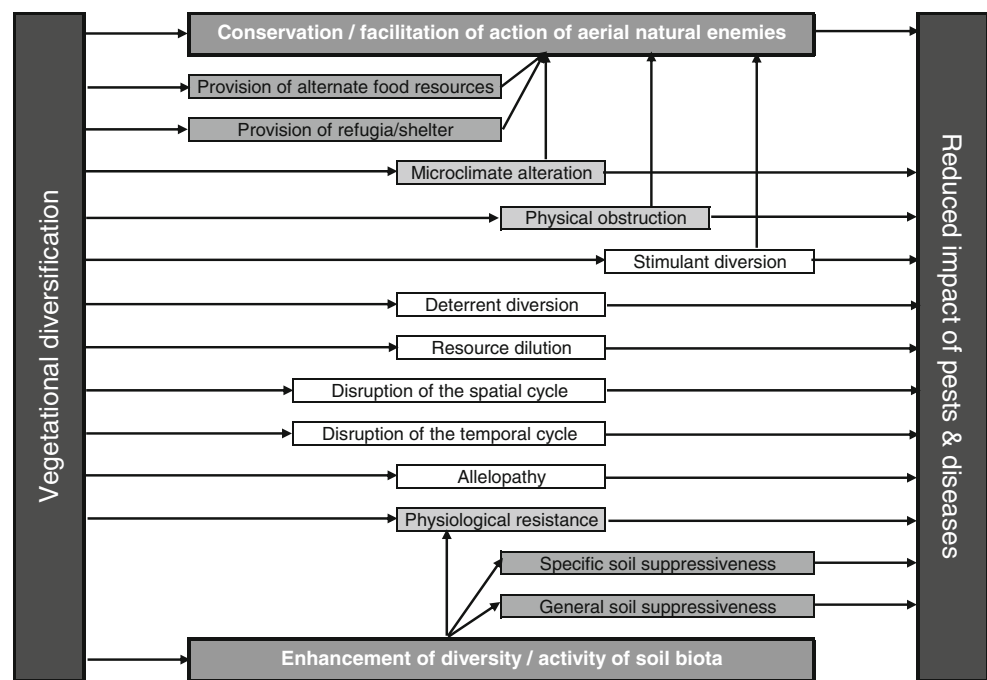 Conservation / facilitation of action of aerial natural enemies
Provision of alternate food resources
Provision of refugia/shelter
Microclimate alteration
Physical obstruction
Stimulant diversion
Deterrent diversion
Resource dilution
Disruption of the spatial cycle
Disruption of the temporal cycle
Allelopathy
Physiological resistance
Specific soil suppressiveness
General soil suppressiveness
Enhancement of diversity / activity of soil biota
Vegetational diversification
Reduced impact of pests & diseases